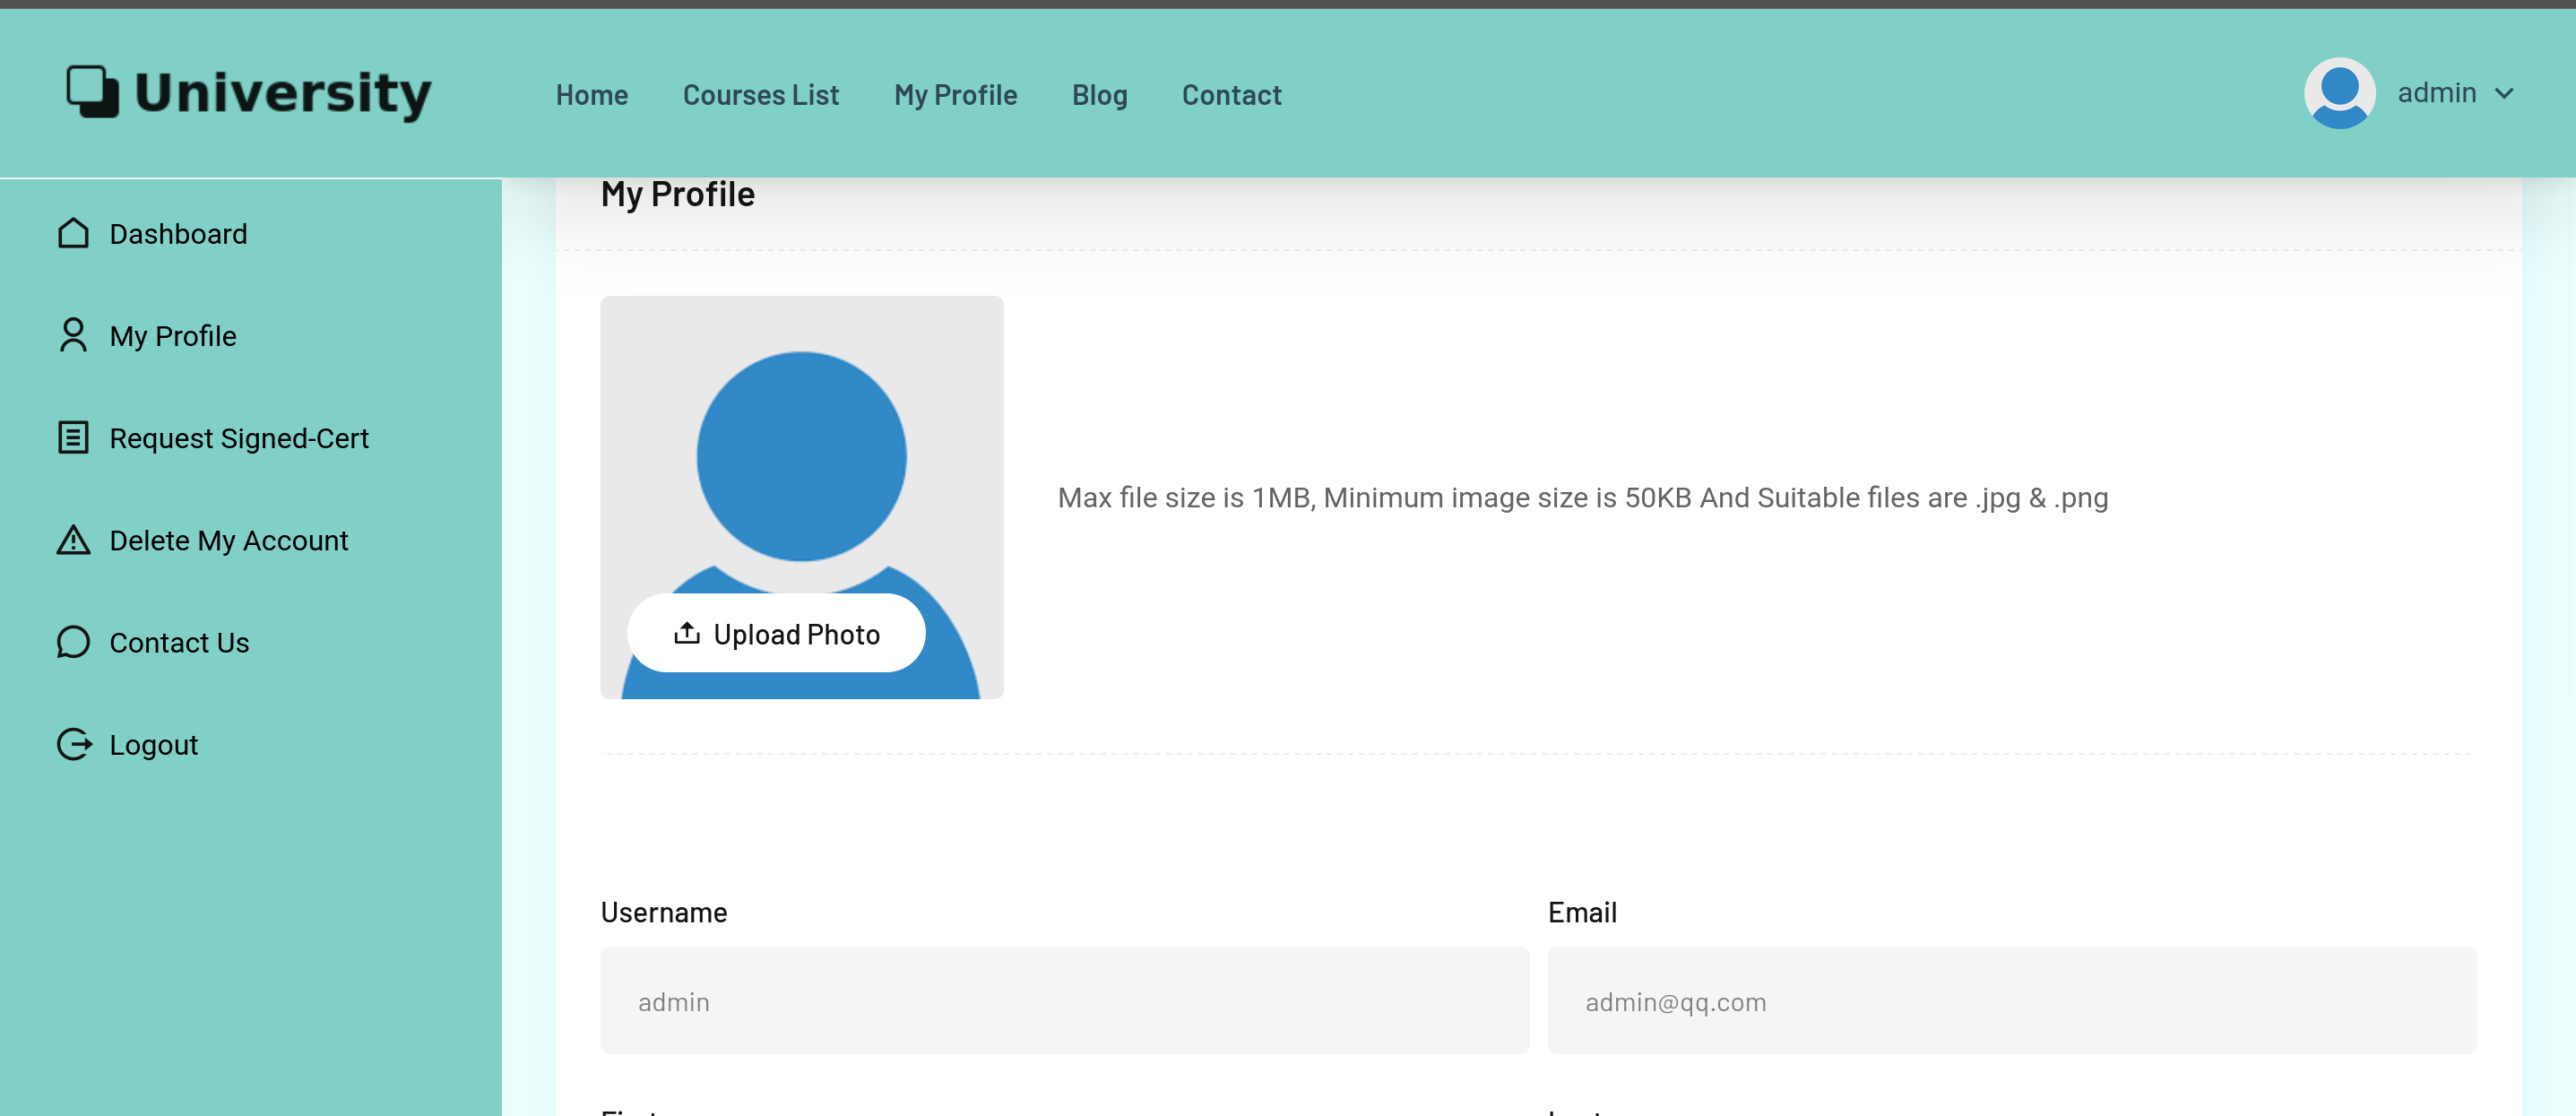 University
Home Courses List My Profile Blog Contact
admin
Dashboard
My Profile
Request Signed-Cert
Delete My Account
Contact Us
Logout
My Profile
Upload Photo
Max file size is 1MB, Minimum image size is 50KB And Suitable files are .jpg & .png
Username
admin
Email
admin@qq.com